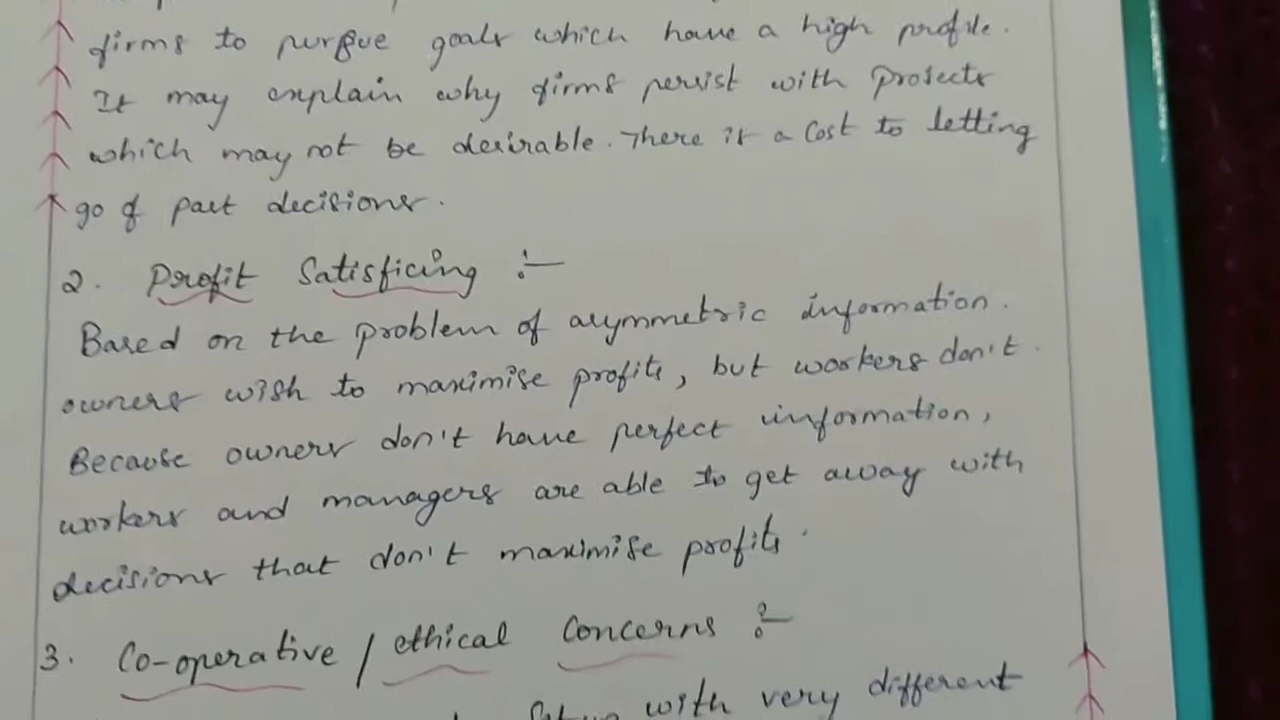 firms to pursue goals which have a high profile.
It may explain why firms persist with Projects
which may not be desirable. There is a Cost to letting
go of past decisions.
2. Profit Satisficing :-
Based on the problem of asymmetric information.
owners wish to maximise profits, but workers don't.
Because owners don't have perfect information,
workers and managers are able to get away with
decisions that don't maximise profits.
3. Co-operative / ethical Concerns :-
with very different